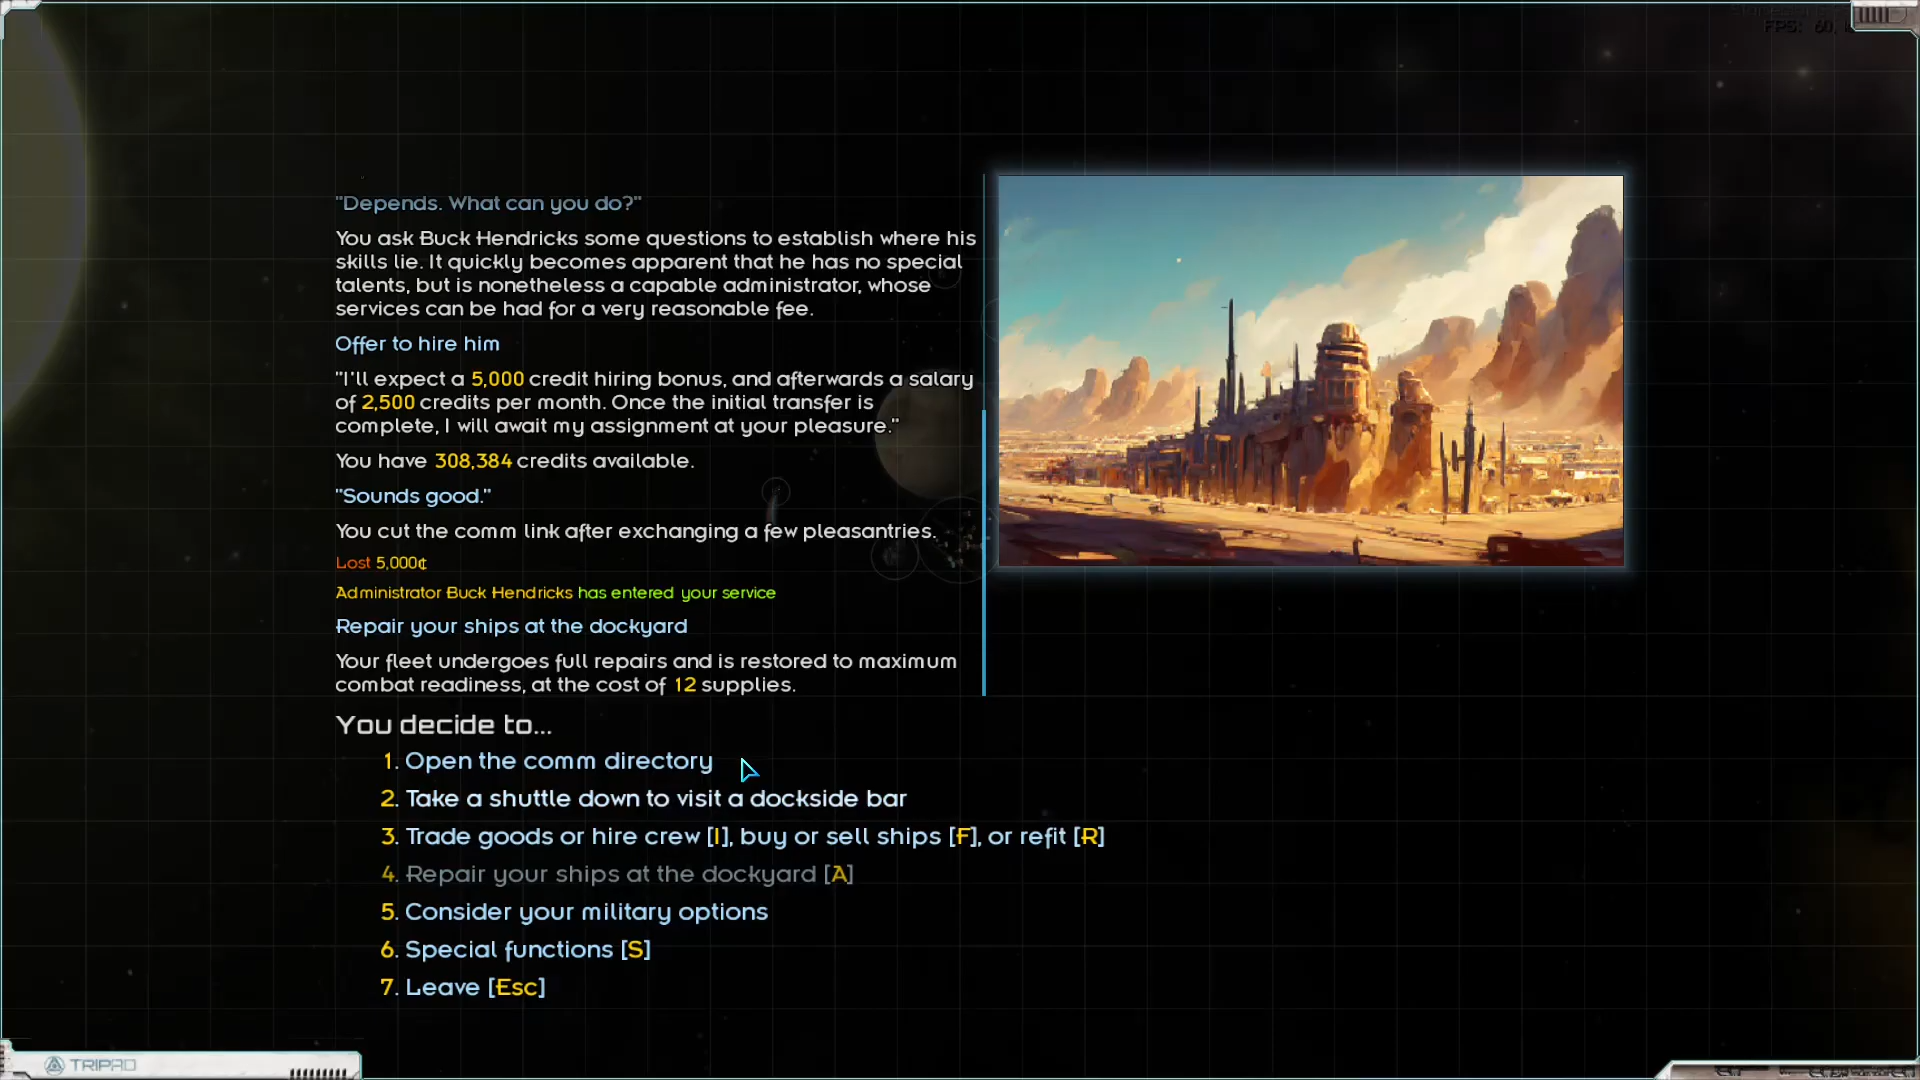 FPS: 60,
"Depends. What can you do?"
You ask Buck Hendricks some questions to establish where his
skills lie. It quickly becomes apparent that he has no special
talents, but is nonetheless a capable administrator, whose
services can be had for a very reasonable fee.
Offer to hire him
"I'll expect a 5,000 credit hiring bonus, and afterwards a salary
of 2,500 credits per month. Once the initial transfer is
complete, I will await my assignment at your pleasure."
You have 308,384 credits available.
"Sounds good."
You cut the comm link after exchanging a few pleasantries.
Lost 5,000¢
Administrator Buck Hendricks has entered your service
Repair your ships at the dockyard
Your fleet undergoes full repairs and is restored to maximum
combat readiness, at the cost of 12 supplies.
You decide to...
1. Open the comm directory
2. Take a shuttle down to visit a dockside bar
3. Trade goods or hire crew [I], buy or sell ships [F], or refit [R]
4. Repair your ships at the dockyard [A]
5. Consider your military options
6. Special functions [S]
7. Leave [Esc]
TRIPAD